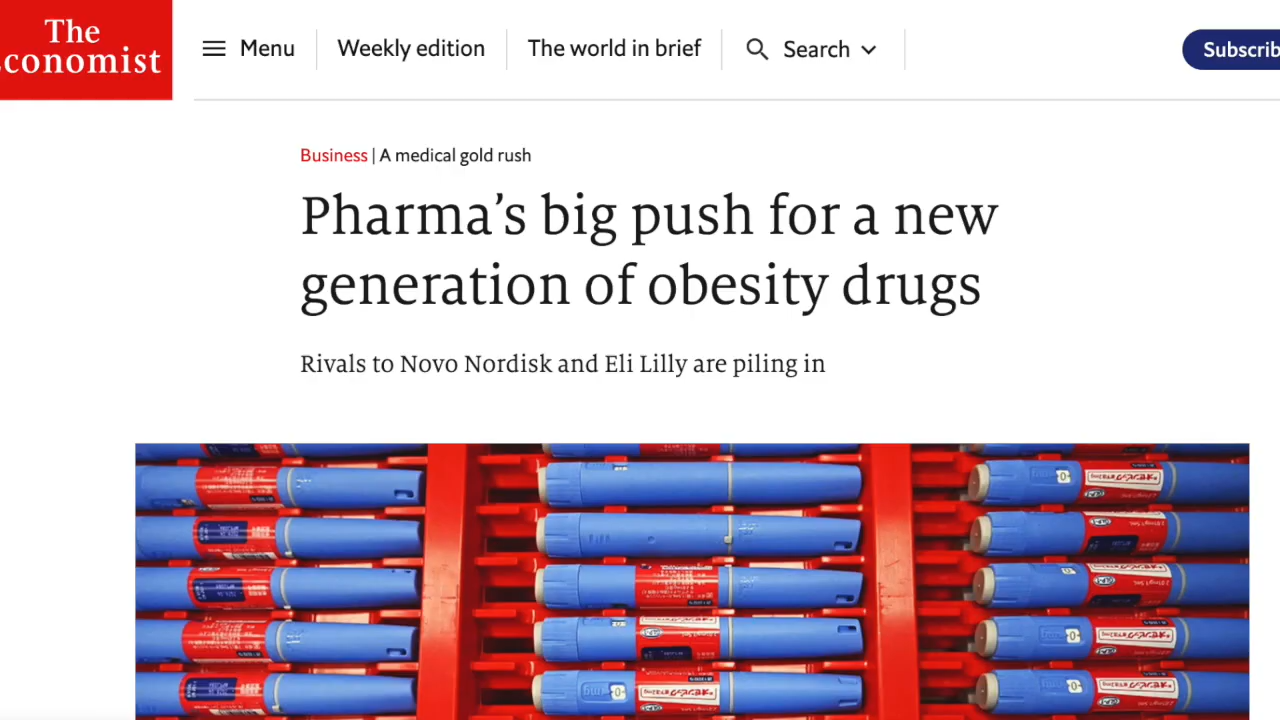 The
Economist
Menu
Weekly edition
The world in brief
Search
Subscrib
Business | A medical gold rush
Pharma’s big push for a new
generation of obesity drugs
Rivals to Novo Nordisk and Eli Lilly are piling in